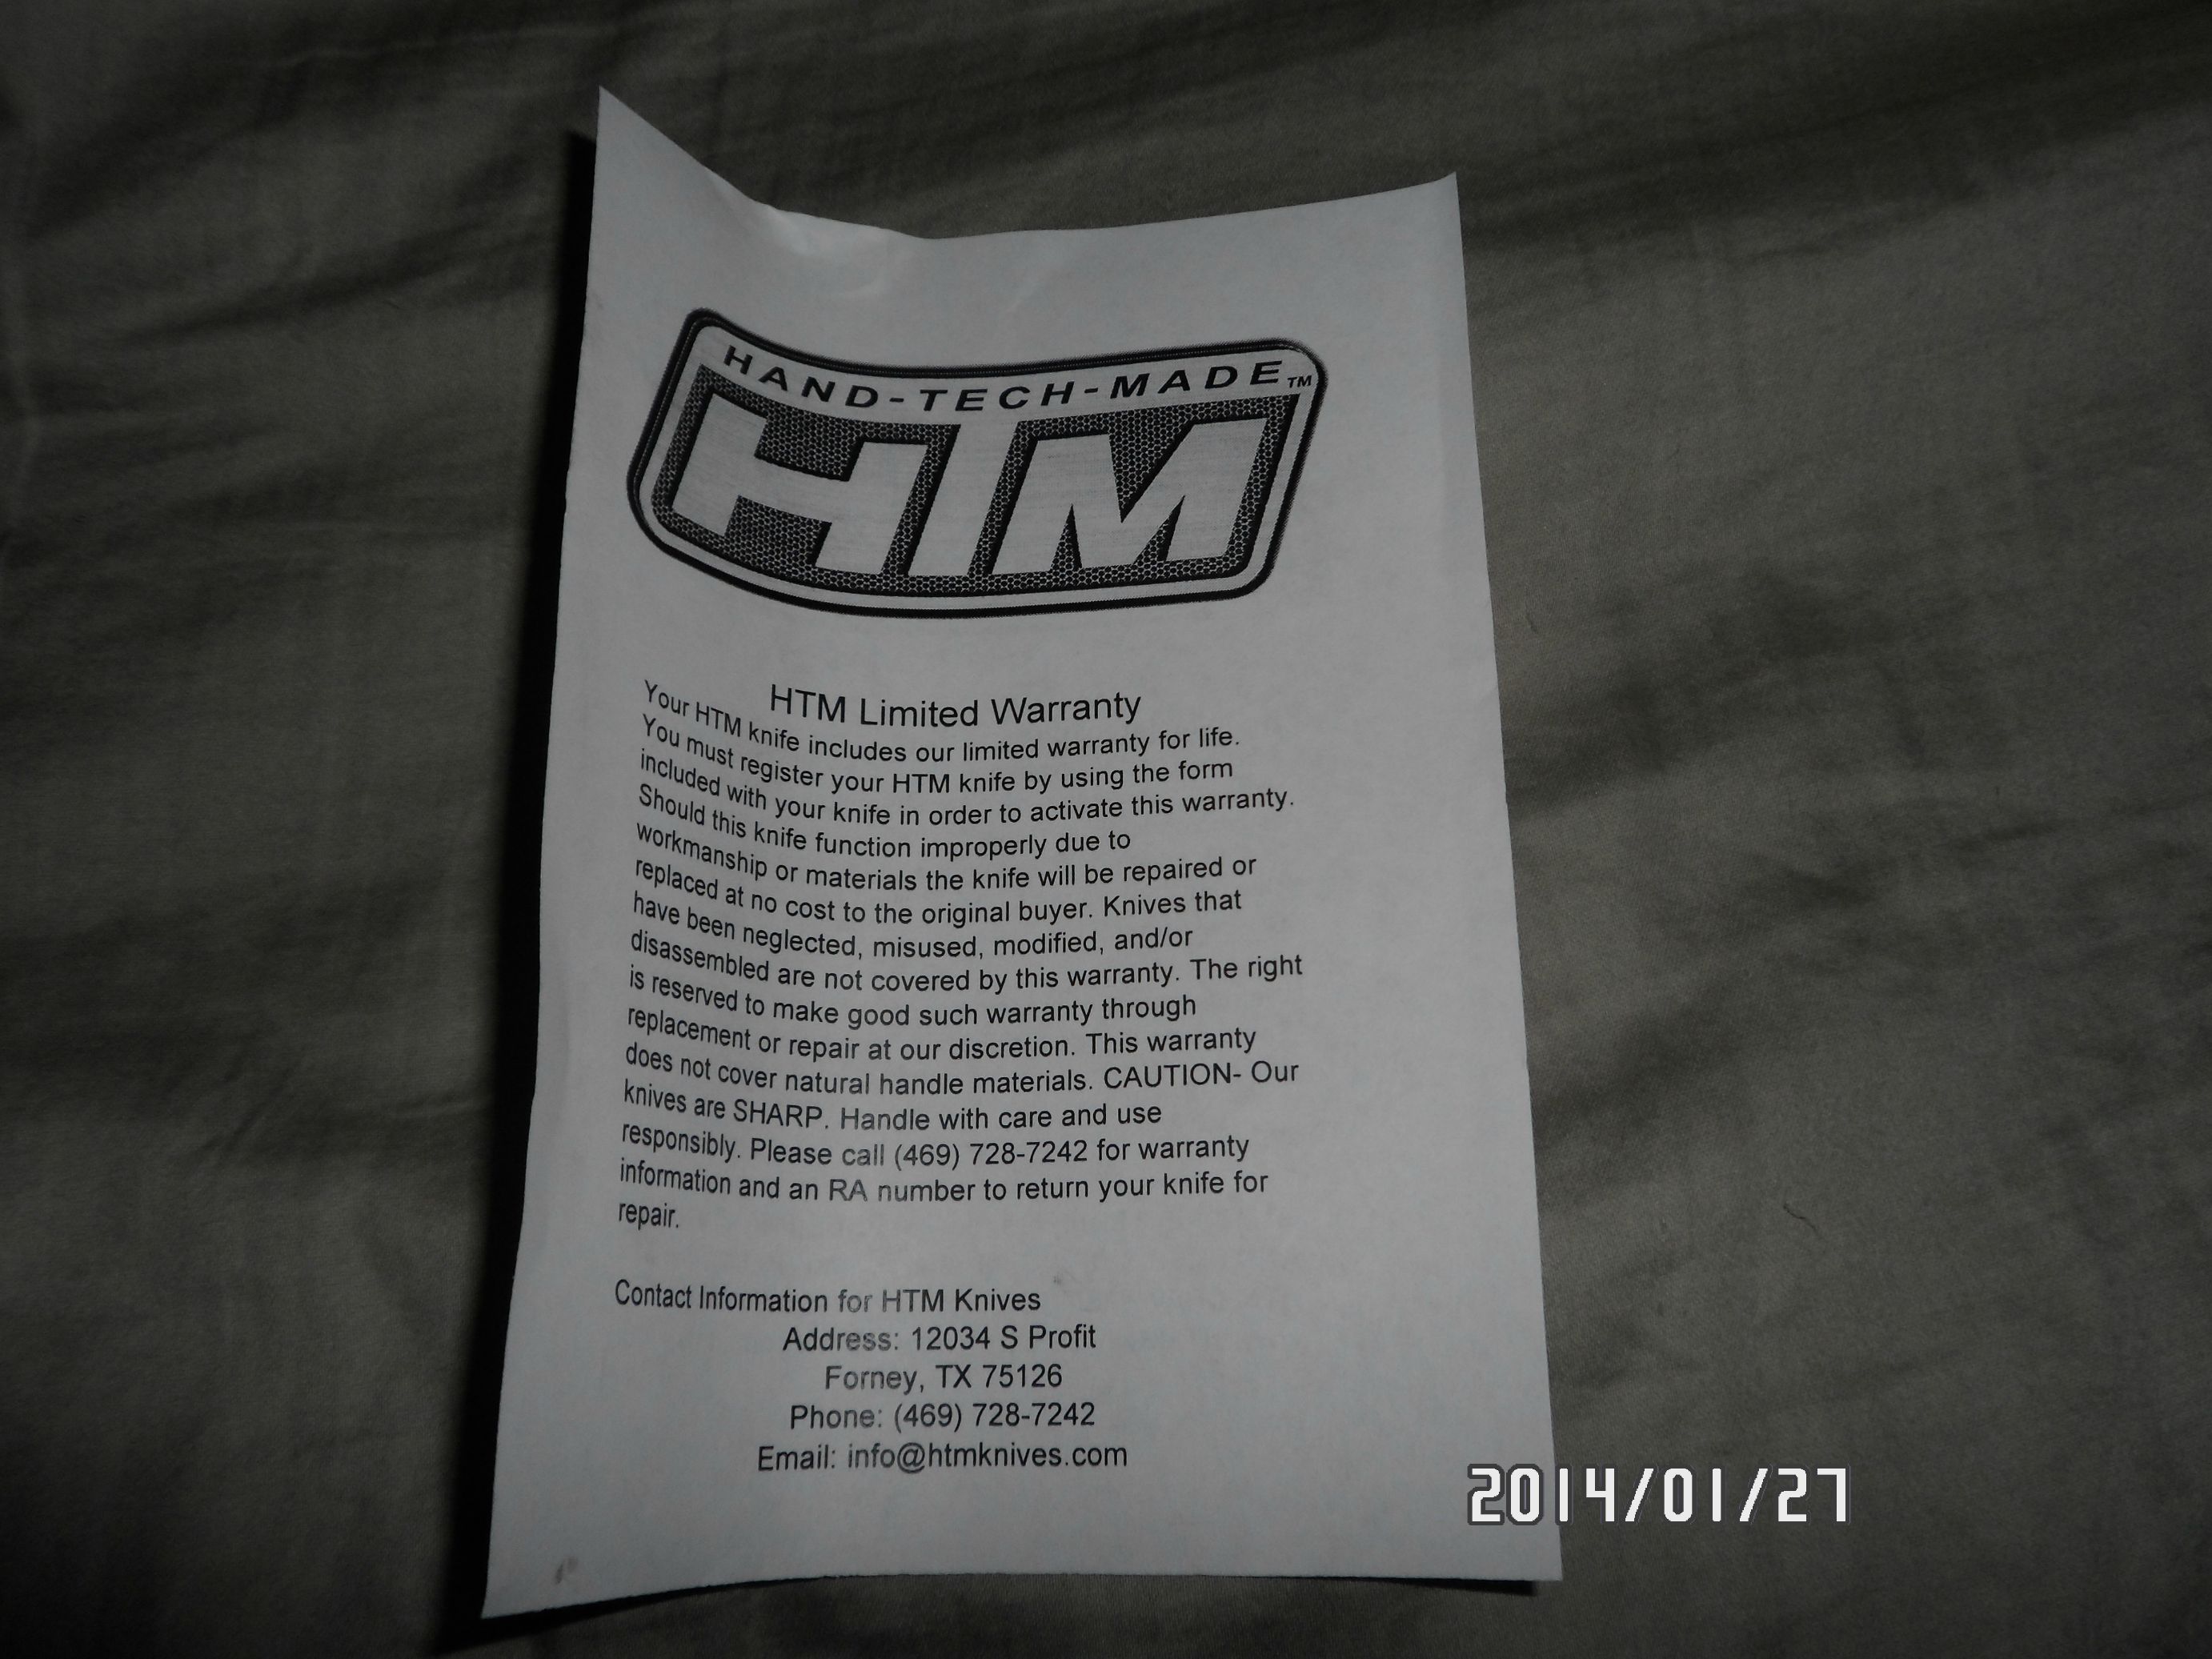 HAND-TECH-MADE™
HTM
HTM Limited Warranty
Your HTM knife includes our limited warranty for life.
You must register your HTM knife by using the form
included with your knife in order to activate this warranty.
Should this knife function improperly due to
workmanship or materials the knife will be repaired or
replaced at no cost to the original buyer. Knives that
have been neglected, misused, modified, and/or
disassembled are not covered by this warranty. The right
is reserved to make good such warranty through
replacement or repair at our discretion. This warranty
does not cover natural handle materials. CAUTION- Our
knives are SHARP. Handle with care and use
responsibly. Please call (469) 728-7242 for warranty
information and an RA number to return your knife for
repair.
Contact Information for HTM Knives
Address: 12034 S Profit
Forney, TX 75126
Phone: (469) 728-7242
Email: info@htmknives.com
2014/01/27